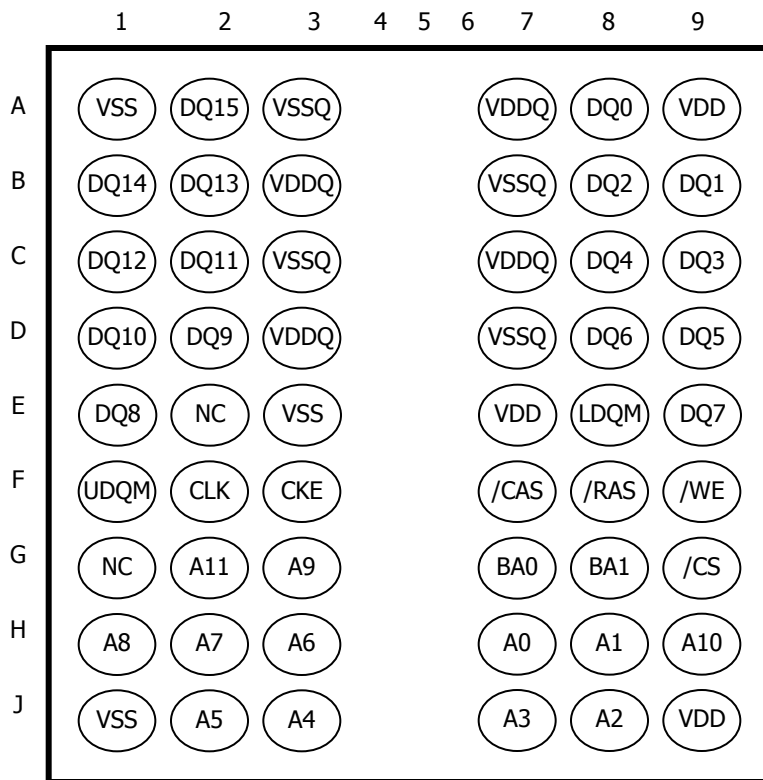 1 2 3 4 5 6 7 8 9
A VSS DQ15 VSSQ VDDQ DQ0 VDD
B DQ14 DQ13 VDDQ VSSQ DQ2 DQ1
C DQ12 DQ11 VSSQ VDDQ DQ4 DQ3
D DQ10 DQ9 VDDQ VSSQ DQ6 DQ5
E DQ8 NC VSS VDD LDQM DQ7
F UDQM CLK CKE /CAS /RAS /WE
G NC A11 A9 BA0 BA1 /CS
H A8 A7 A6 A0 A1 A10
J VSS A5 A4 A3 A2 VDD